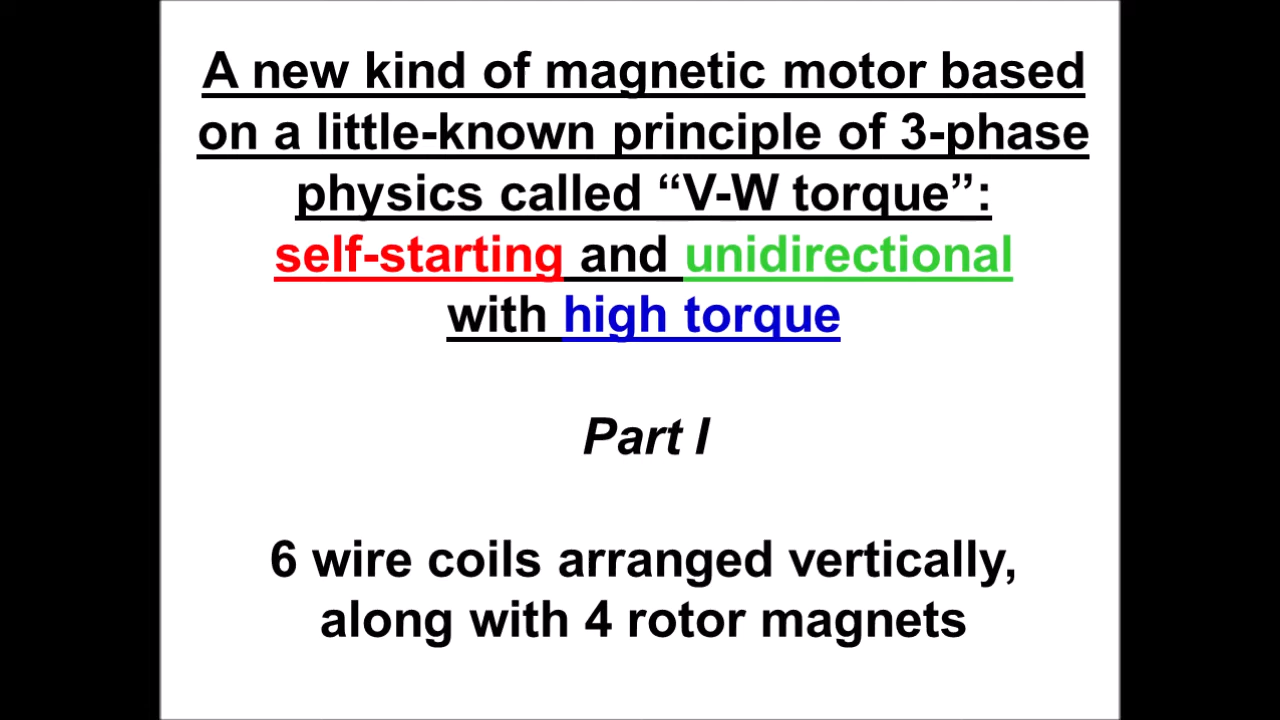 A new kind of magnetic motor based
on a little-known principle of 3-phase
physics called “V-W torque”:
self-starting and unidirectional
with high torque
Part I
6 wire coils arranged vertically,
along with 4 rotor magnets